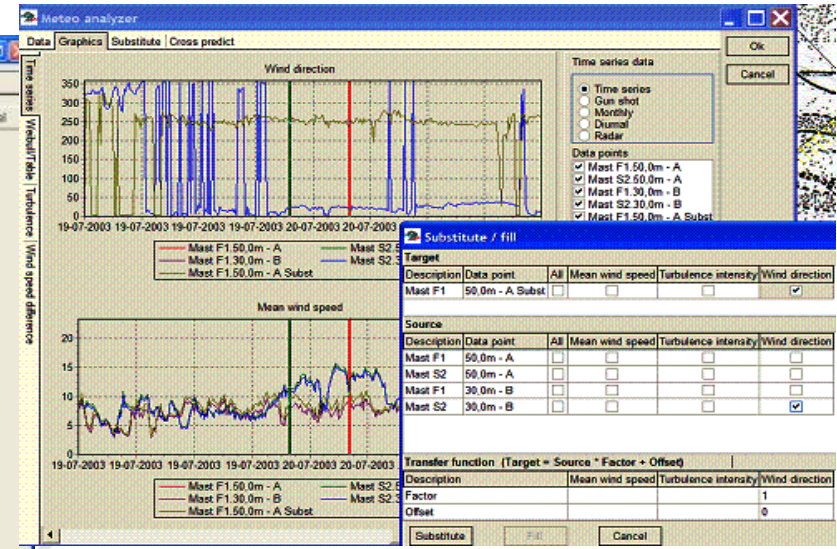 Meteo analyzer
Data Graphics Substitute Cross predict
Ok
Cancel
Time series
Weibull/Table
Turbulence
Wind speed difference
Wind direction
350
300
250
200
150
100
50
0
19-07-2003 19-07-2003 19-07-2003 19-07-2003 20-07-2003 20-07-2003
Mast F1.50,0m - A
Mast F1.30,0m - B
Mast F1.50,0m - A Subst
Mean wind speed
20
15
10
5
0
19-07-2003 19-07-2003 19-07-2003 19-07-2003 20-07-2003 20-07-2003
Mast F1.50,0m - A
Mast F1.30,0m - B
Mast F1.50,0m - A Subst
Time series data
Time series
Gun shot
Monthly
Diurnal
Radar
Data points
Mast F1.50,0m - A
Mast S2.50,0m - A
Mast F1.30,0m - B
Mast S2.30,0m - B
Mast F1.50,0m - A Subst
Substitute / fill
Target
Description Data point All Mean wind speed Turbulence intensity Wind direction
Mast F1 50,0m - A Subst
Source
Description Data point All Mean wind speed Turbulence intensity Wind direction
Mast F1 50,0m - A
Mast S2 50,0m - A
Mast F1 30,0m - B
Mast S2 30,0m - B
Transfer function (Target = Source * Factor + Offset)
Description Mean wind speed Turbulence intensity Wind direction
Factor 1
Offset 0
Substitute Fill Cancel